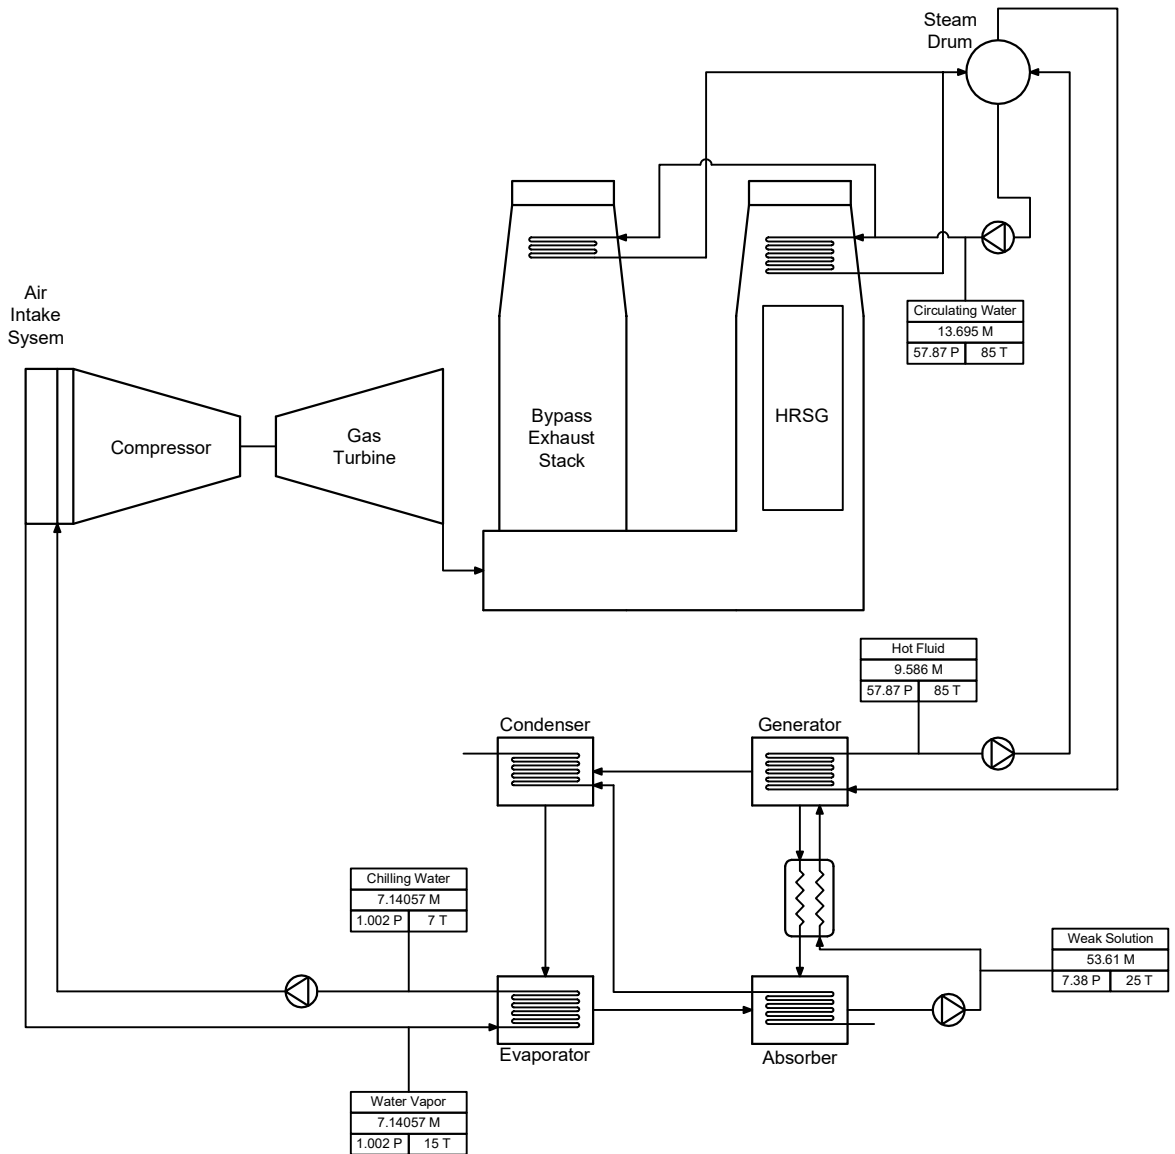 Steam
Drum
Air
Intake
Sysem
Circulating Water
13.695 M
57.87 P 85 T
Compressor
Gas
Turbine
Bypass
Exhaust
Stack
HRSG
Hot Fluid
9.586 M
57.87 P 85 T
Condenser
Generator
Chilling Water
7.14057 M
1.002 P 7 T
Weak Solution
53.61 M
7.38 P 25 T
Evaporator
Absorber
Water Vapor
7.14057 M
1.002 P 15 T